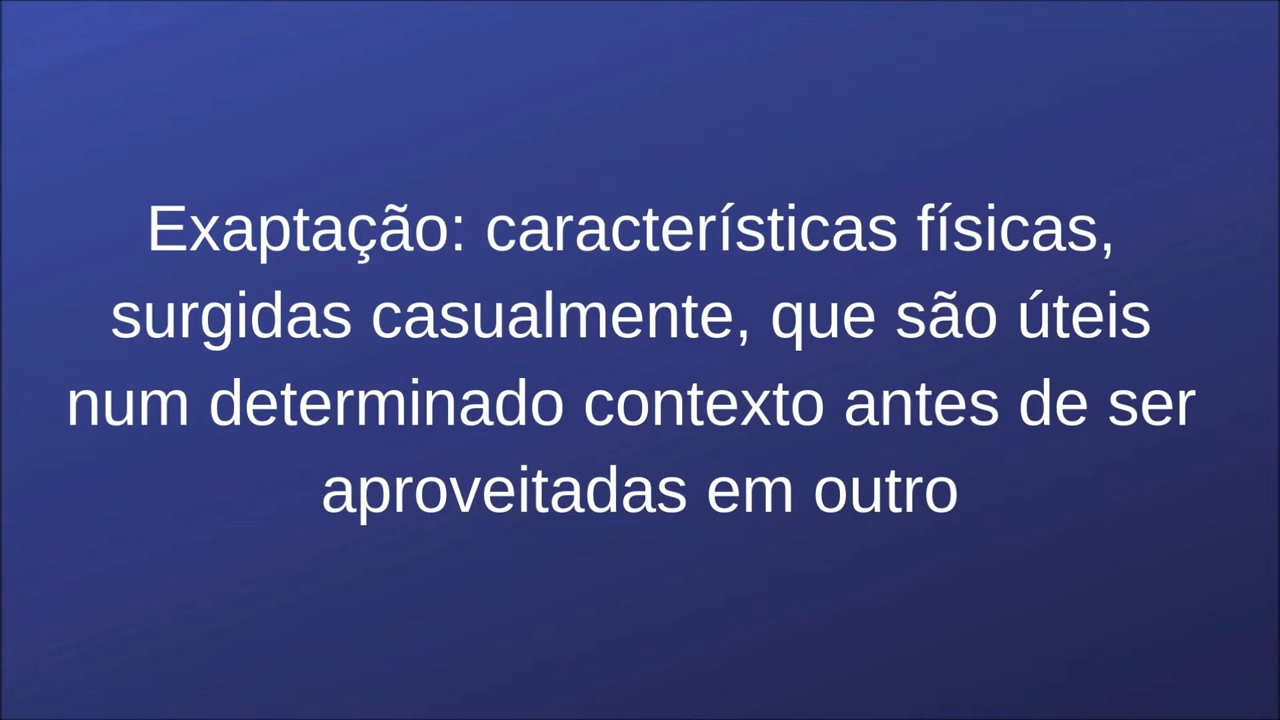 Exaptação: características físicas,
surgidas casualmente, que são úteis
num determinado contexto antes de ser
aproveitadas em outro